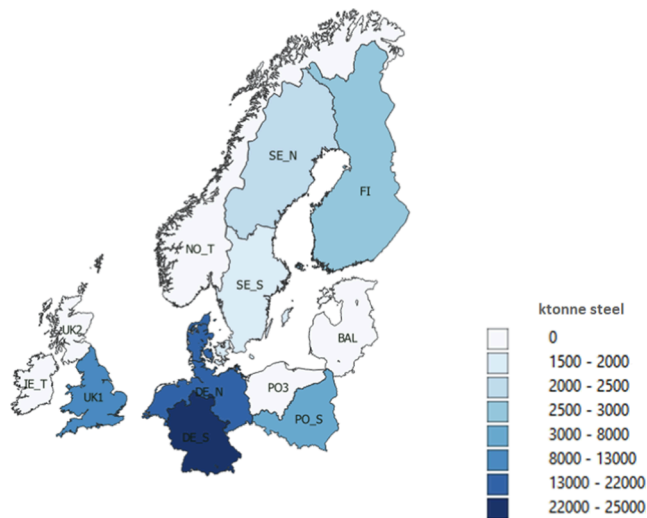 SE_N
FI
NO_T
SE_S
UK2
BAL
IE_T
UK1
DE_N
PO3
PO_S
DE_S
ktonne steel
0
1500 - 2000
2000 - 2500
2500 - 3000
3000 - 8000
8000 - 13000
13000 - 22000
22000 - 25000